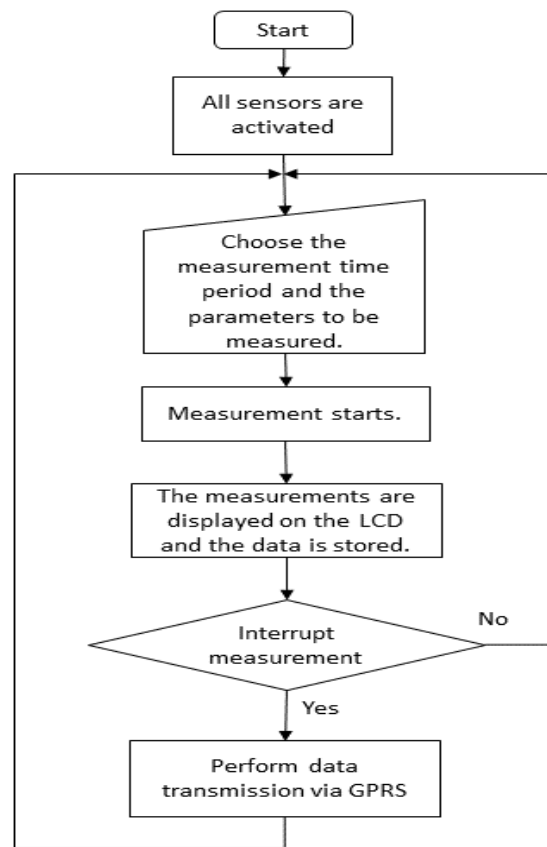 Start
All sensors are
activated
Choose the
measurement time
period and the
parameters to be
measured.
Measurement starts.
The measurements are
displayed on the LCD
and the data is stored.
Interrupt
measurement
No
Yes
Perform data
transmission via GPRS